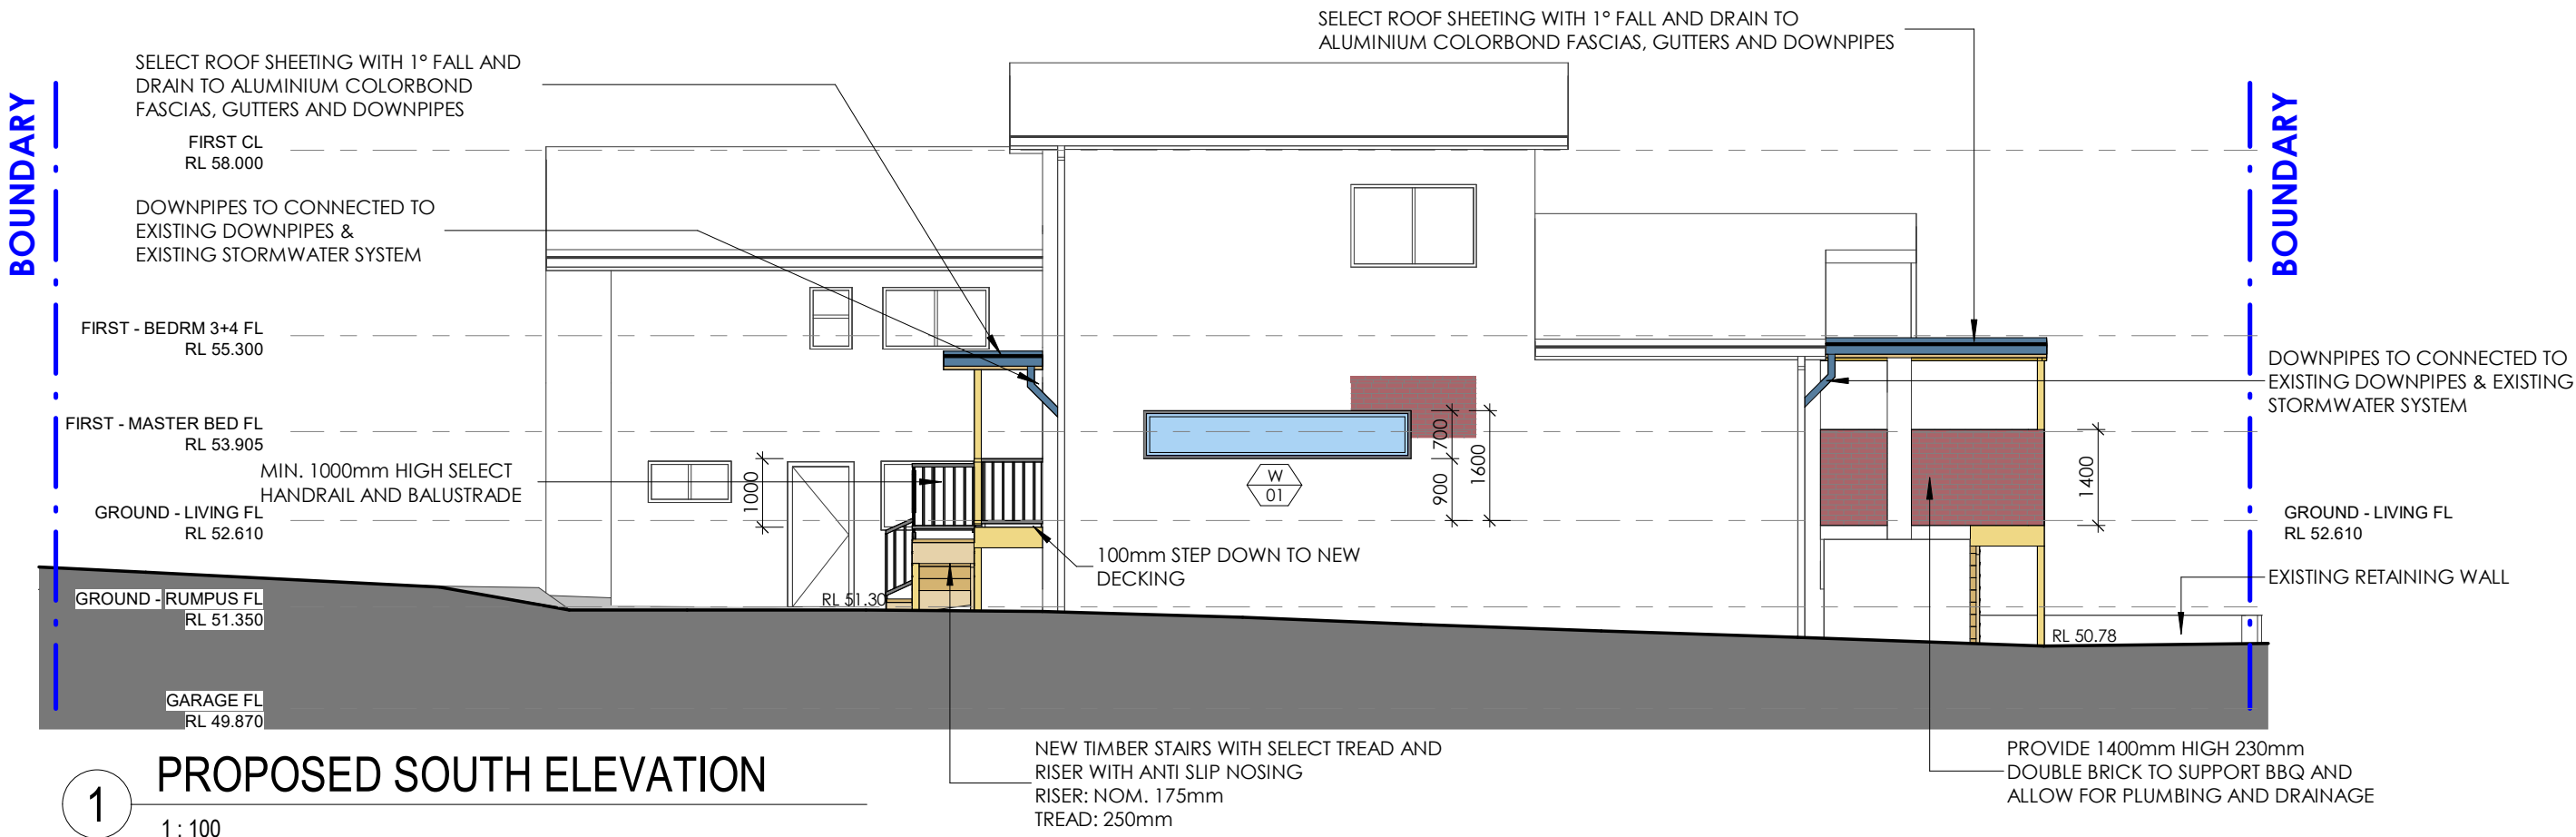 SELECT ROOF SHEETING WITH 1° FALL AND DRAIN TO
ALUMINIUM COLORBOND FASCIAS, GUTTERS AND DOWNPIPES
SELECT ROOF SHEETING WITH 1° FALL AND
DRAIN TO ALUMINIUM COLORBOND
FASCIAS, GUTTERS AND DOWNPIPES
BOUNDARY
BOUNDARY
FIRST CL
RL 58.000
DOWNPIPES TO CONNECTED TO
EXISTING DOWNPIPES &
EXISTING STORMWATER SYSTEM
FIRST - BEDRM 3+4 FL
RL 55.300
DOWNPIPES TO CONNECTED TO
EXISTING DOWNPIPES & EXISTING
STORMWATER SYSTEM
FIRST - MASTER BED FL
RL 53.905
MIN. 1000mm HIGH SELECT
HANDRAIL AND BALUSTRADE
1000
W
01
700
900
1600
1400
GROUND - LIVING FL
RL 52.610
GROUND - LIVING FL
RL 52.610
100mm STEP DOWN TO NEW
DECKING
EXISTING RETAINING WALL
GROUND - RUMPUS FL
RL 51.350
RL 51.30
RL 50.78
GARAGE FL
RL 49.870
NEW TIMBER STAIRS WITH SELECT TREAD AND
RISER WITH ANTI SLIP NOSING
RISER: NOM. 175mm
TREAD: 250mm
PROVIDE 1400mm HIGH 230mm
DOUBLE BRICK TO SUPPORT BBQ AND
ALLOW FOR PLUMBING AND DRAINAGE
1
PROPOSED SOUTH ELEVATION
1 : 100